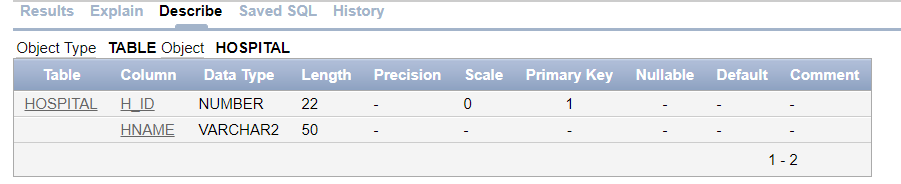 Results Explain Describe Saved SQL History
Object Type TABLE Object HOSPITAL
Table Column Data Type Length Precision Scale Primary Key Nullable Default Comment
HOSPITAL H_ID NUMBER 22 - 0 1 - - -
HNAME VARCHAR2 50 - - - - - -
1 - 2